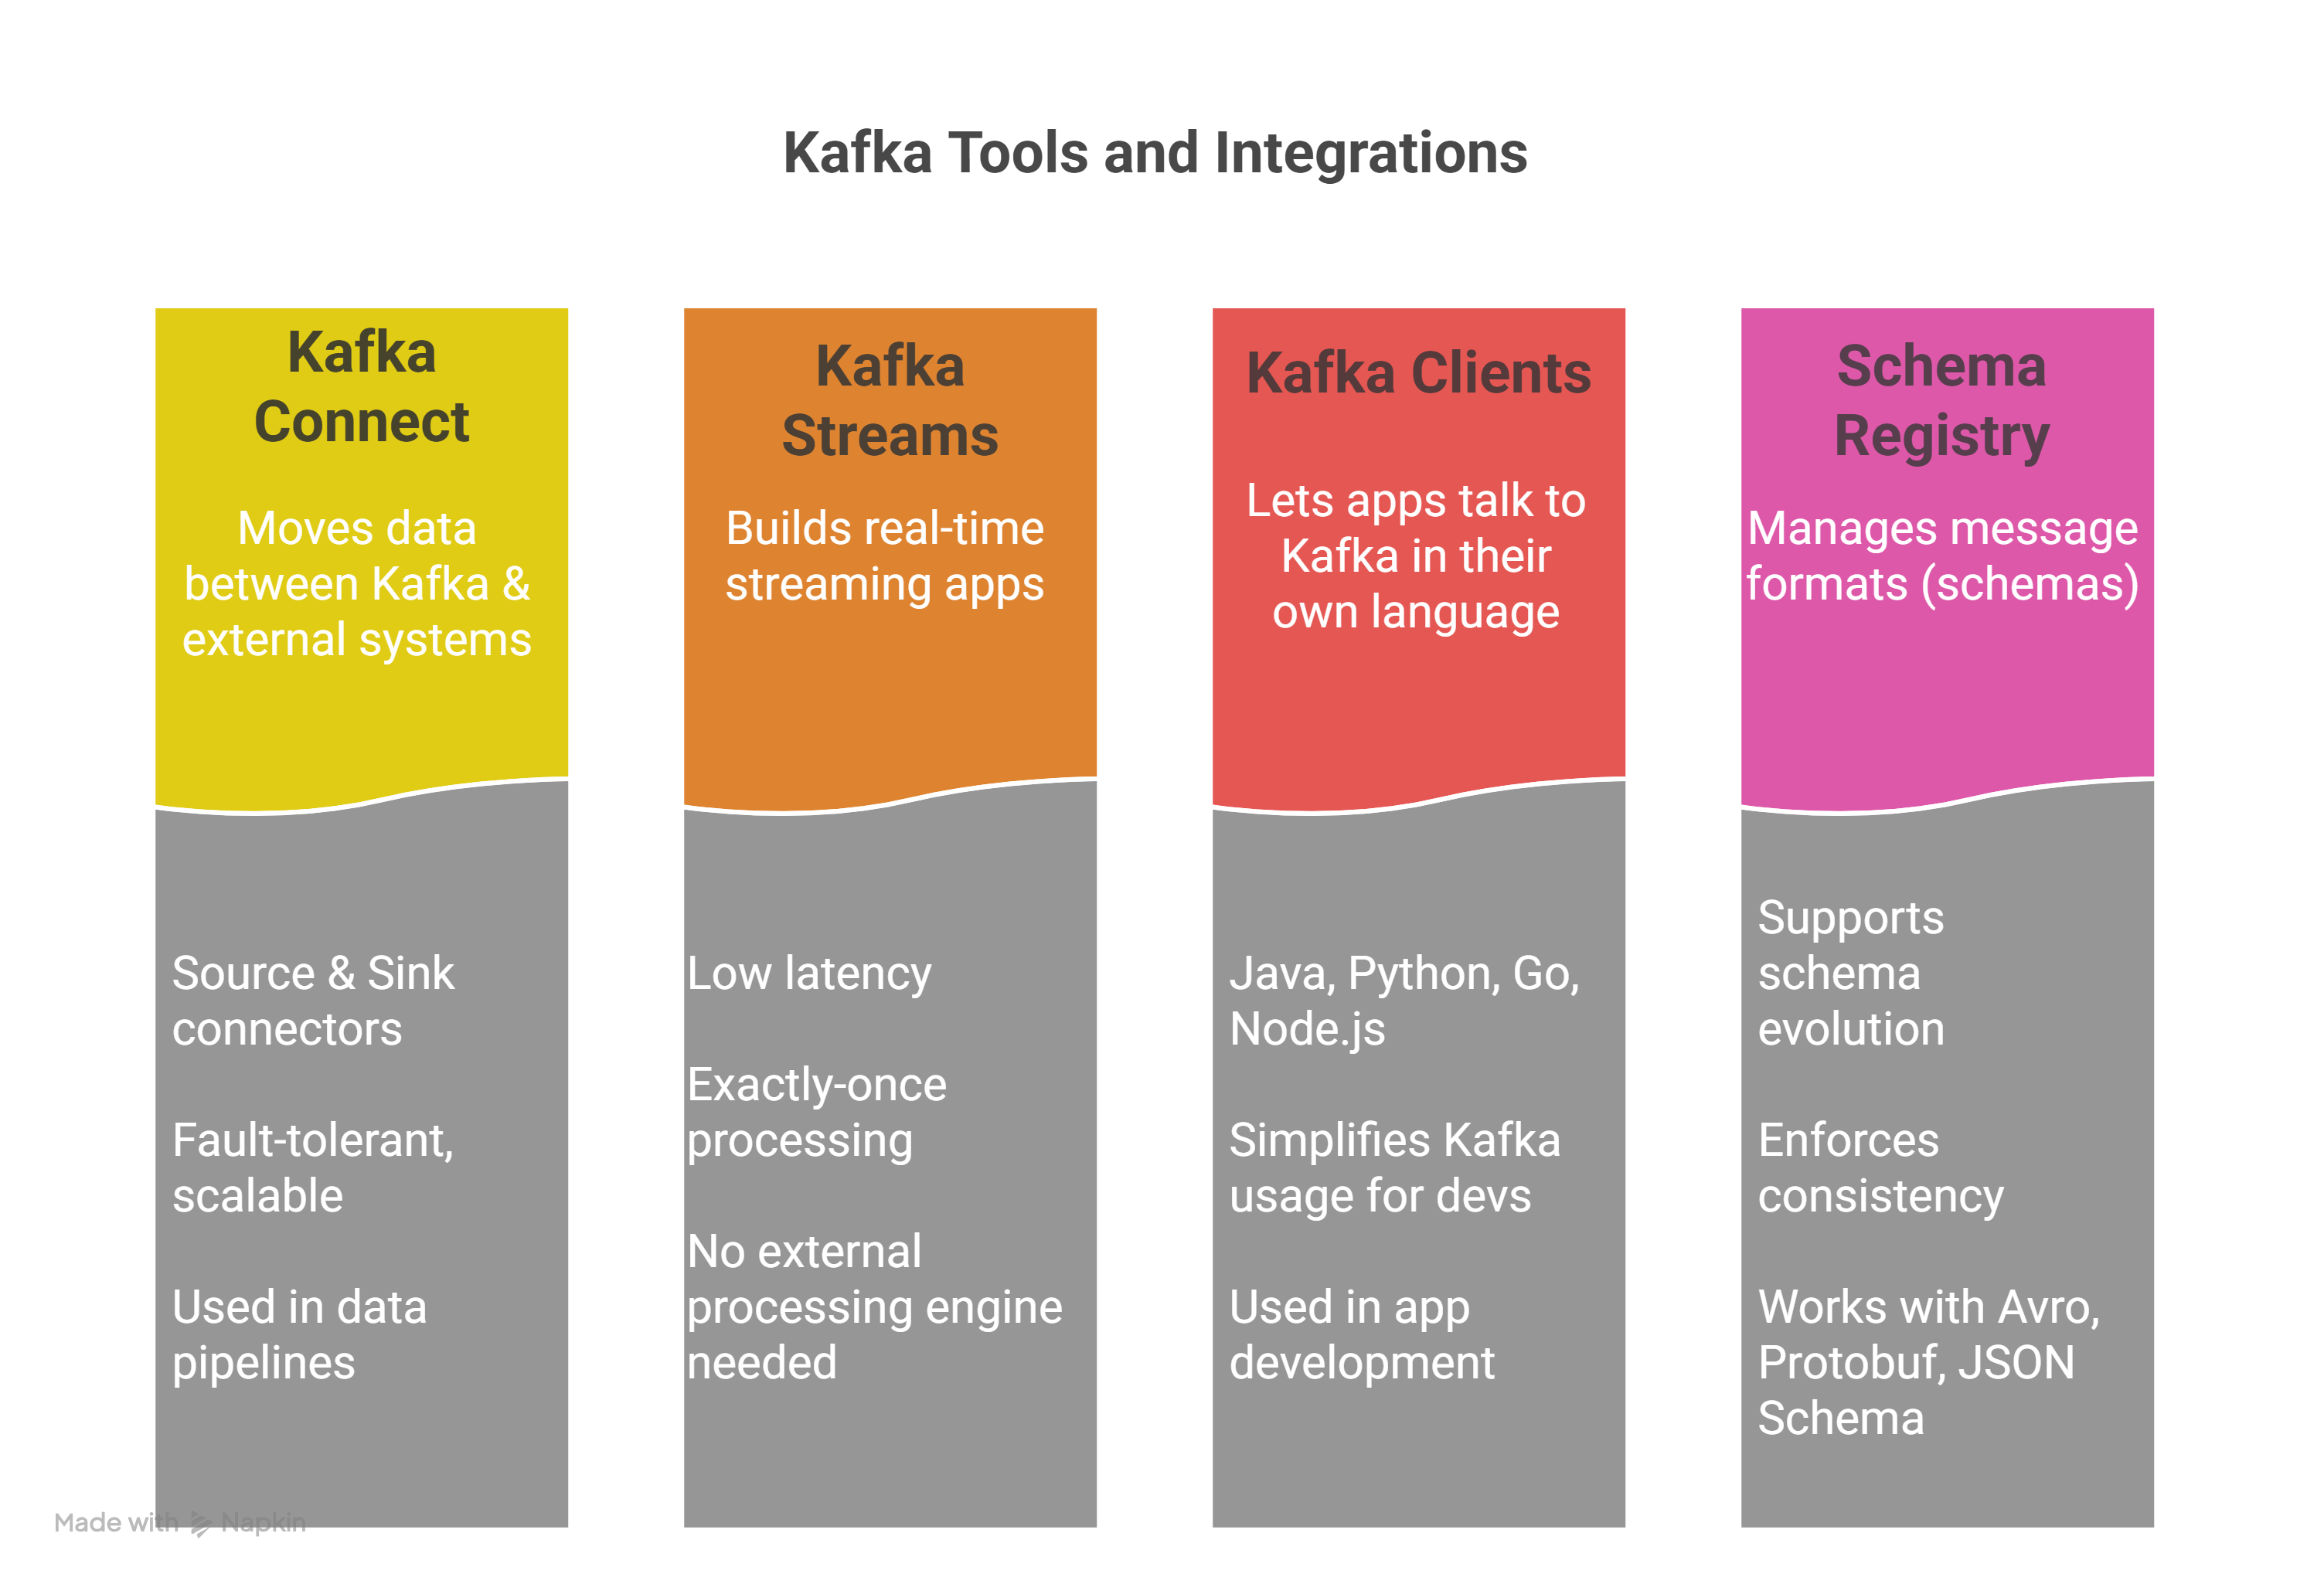 Kafka Tools and Integrations
Kafka
Connect
Moves data
between Kafka &
external systems
Source & Sink
connectors
Fault-tolerant,
scalable
Used in data
pipelines
Kafka
Streams
Builds real-time
streaming apps
Low latency
Exactly-once
processing
No external
processing engine
needed
Kafka Clients
Lets apps talk to
Kafka in their
own language
Java, Python, Go,
Node.js
Simplifies Kafka
usage for devs
Used in app
development
Schema
Registry
Manages message
formats (schemas)
Supports
schema
evolution
Enforces
consistency
Works with Avro,
Protobuf, JSON
Schema
Made with Napkin